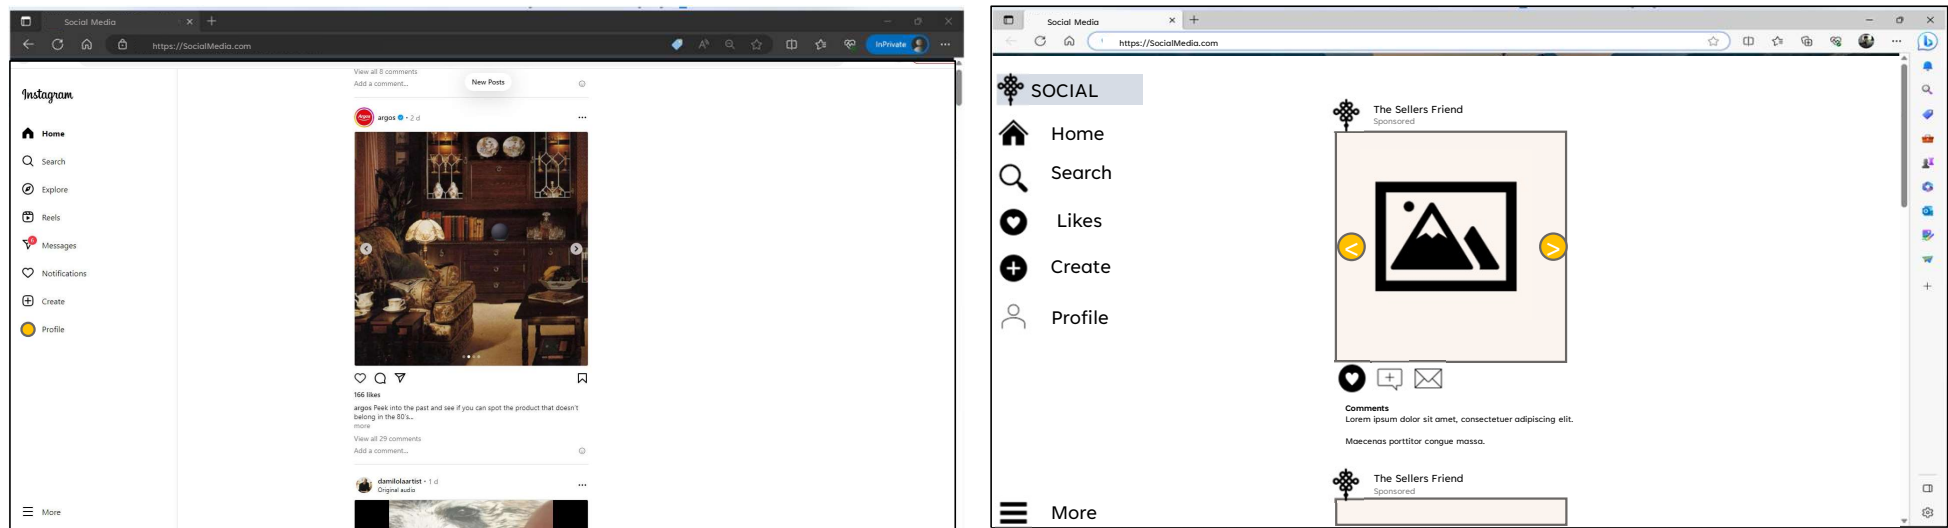 Social Media
https://SocialMedia.com
InPrivate
Instagram
Home
Search
Explore
Reels
6
Messages
Notifications
Create
Profile
More
View all 8 comments
Add a comment...
New Posts
argos • 2 d
166 likes
argos Peek into the past and see if you can spot the product that doesn't
belong in the 80's...
more
View all 29 comments
Add a comment...
damilolaartist • 1 d
Original audio
Social Media
https://SocialMedia.com
SOCIAL
Home
Search
Likes
Create
Profile
More
The Sellers Friend
Sponsored
<
>
Comments
Lorem ipsum dolor sit amet, consectetuer adipiscing elit.
Maecenas porttitor congue massa.
The Sellers Friend
Sponsored